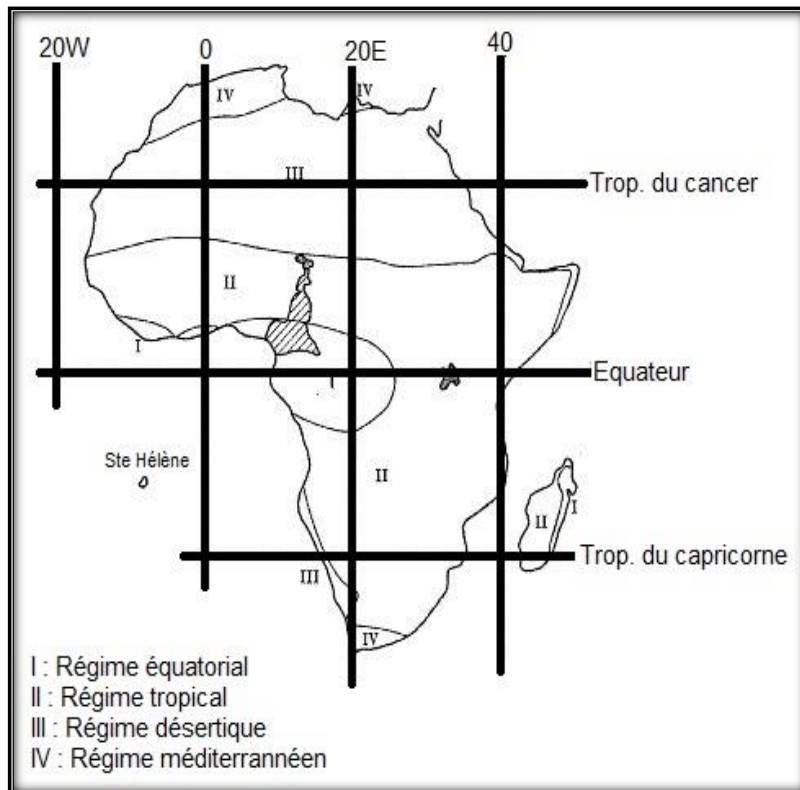 20W 0 20E 40
IV IV
III Trop. du cancer
II
I
I Equateur
Ste Hélène
II
II I
Trop. du capricorne
III
IV
I : Régime équatorial
II : Régime tropical
III : Régime désertique
IV : Régime méditerrannéen